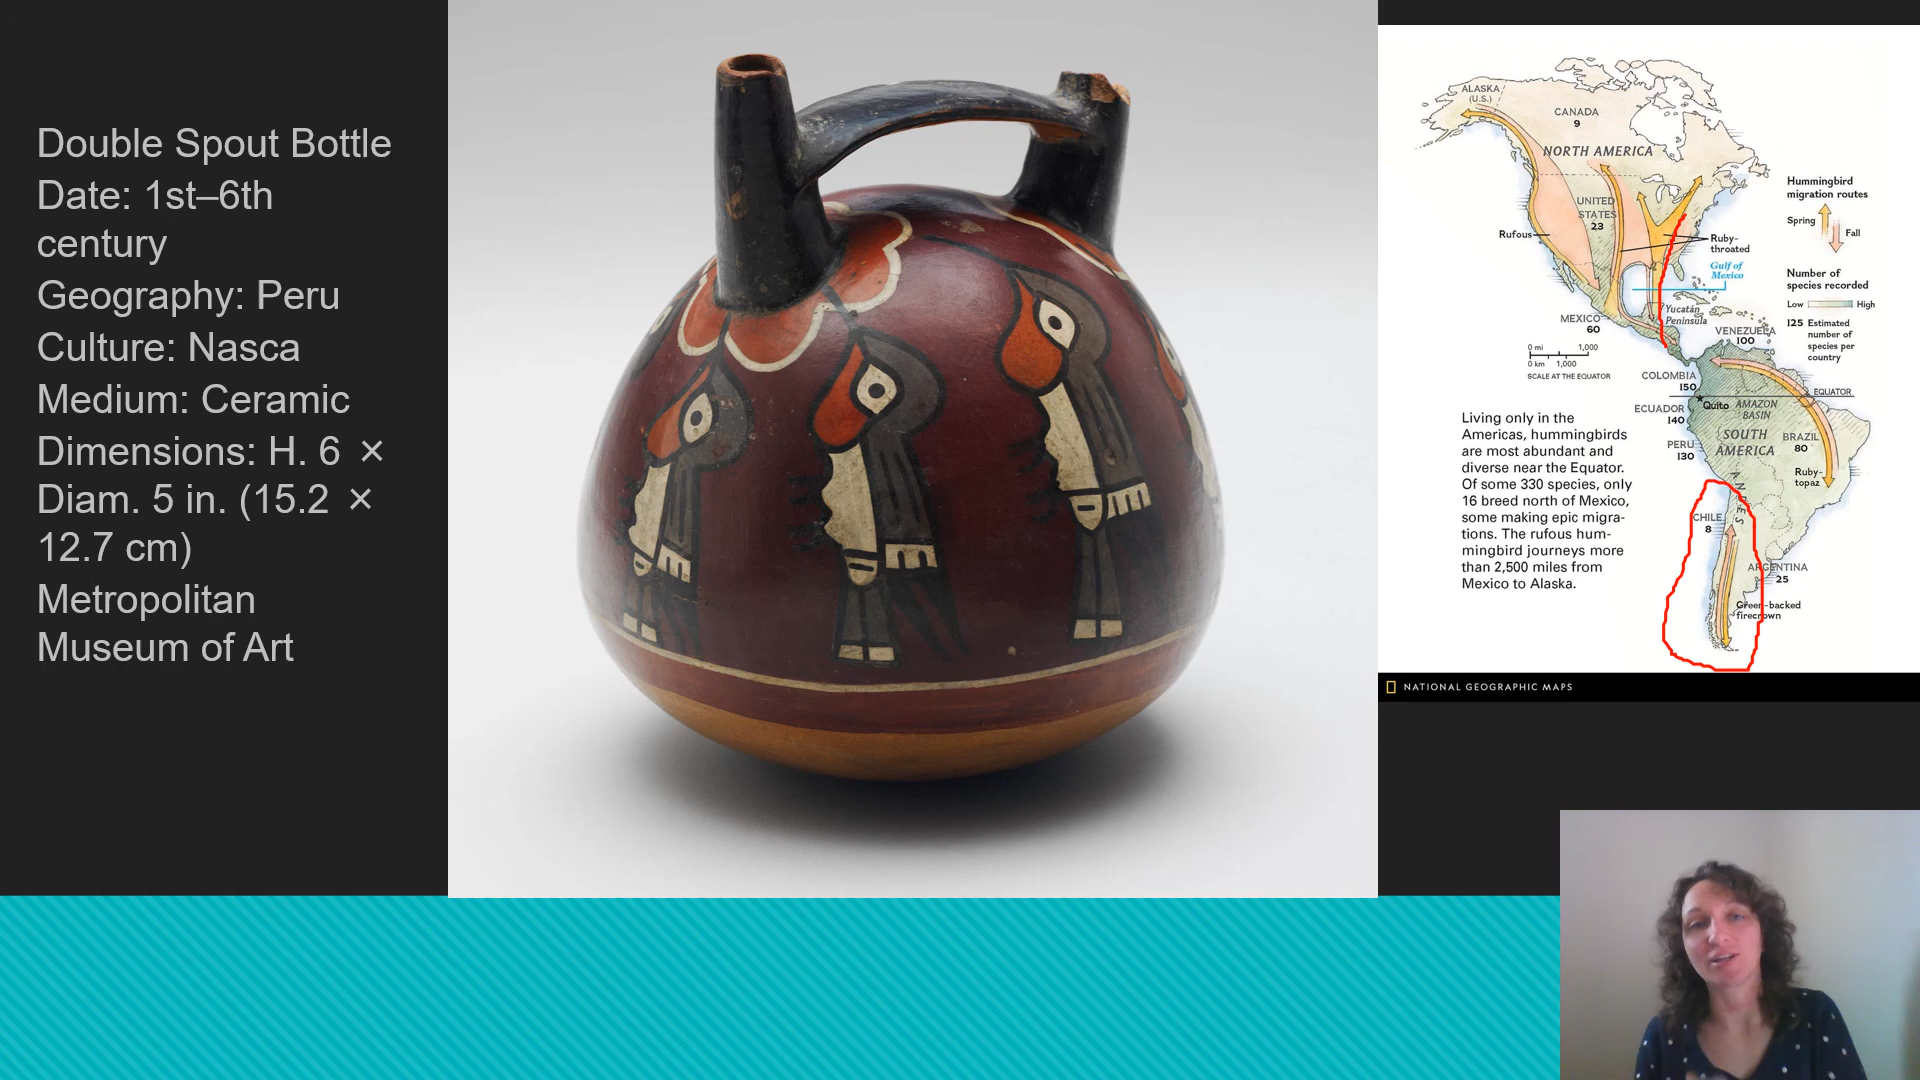 Double Spout Bottle
Date: 1st–6th
century
Geography: Peru
Culture: Nasca
Medium: Ceramic
Dimensions: H. 6 ×
Diam. 5 in. (15.2 ×
12.7 cm)
Metropolitan
Museum of Art
ALASKA
(U.S.)
CANADA
9
NORTH AMERICA
UNITED
STATES
23
Rufous
Ruby-
throated
Gulf of
Mexico
Yucatán
Peninsula
MEXICO
60
0 mi 1,000
0 km 1,000
SCALE AT THE EQUATOR
Hummingbird
migration routes
Spring
Fall
Number of
species recorded
Low High
125 Estimated
number of
species per
country
VENEZUELA
100
COLOMBIA
150
EQUATOR
Quito
AMAZON
BASIN
ECUADOR
140
SOUTH
AMERICA
BRAZIL
80
PERU
130
Ruby-
topaz
ANDES
CHILE
8
ARGENTINA
25
Green-backed
firecrown
Living only in the
Americas, hummingbirds
are most abundant and
diverse near the Equator.
Of some 330 species, only
16 breed north of Mexico,
some making epic migra-
tions. The rufous hum-
mingbird journeys more
than 2,500 miles from
Mexico to Alaska.
NATIONAL GEOGRAPHIC MAPS